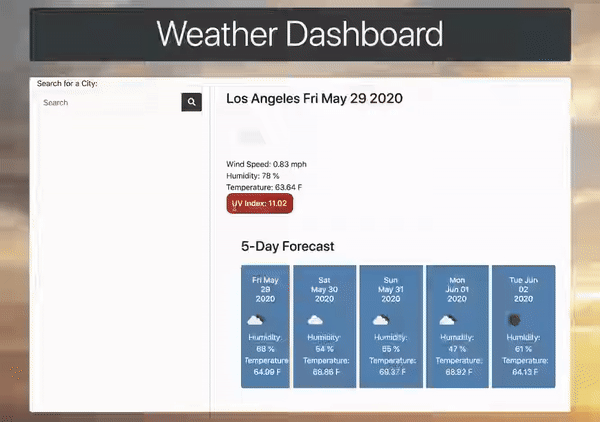 Weather Dashboard
Search for a City:
Search
Los Angeles Fri May 29 2020
Wind Speed: 0.83 mph
Humidity: 78 %
Temperature: 63.64 F
UV Index: 11.02
5-Day Forecast
Fri May
29
2020
Humidity:
68 %
Temperature:
64.99 F
Sat
May 30
2020
Humidity:
54 %
Temperature:
68.86 F
Sun
May 31
2020
Humidity:
55 %
Temperature:
F
Mon
Jun 01
2020
Humidity:
47 %
Temperature:
68.92 F
Tue Jun
02
2020
Humidity:
61 %
Temperature:
64.13 F